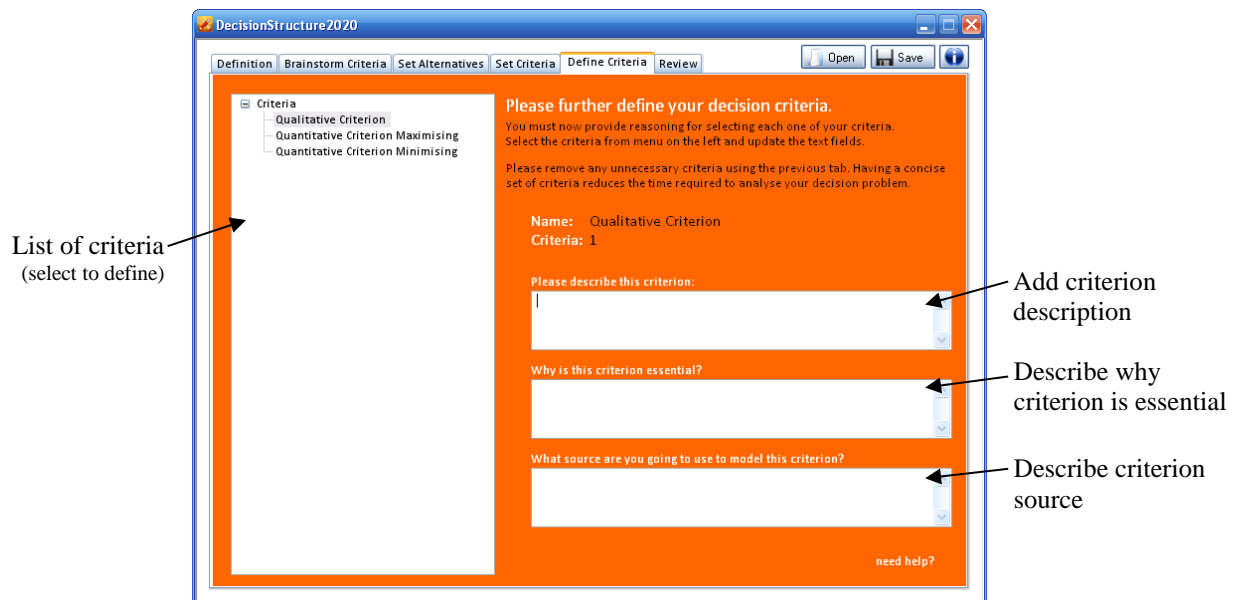 DecisionStructure2020
Definition Brainstorm Criteria Set Alternatives Set Criteria Define Criteria Review
Open Save
Criteria
Qualitative Criterion
Quantitative Criterion Maximising
Quantitative Criterion Minimising
Please further define your decision criteria.
You must now provide reasoning for selecting each one of your criteria.
Select the criteria from menu on the left and update the text fields.
Please remove any unnecessary criteria using the previous tab. Having a concise
set of criteria reduces the time required to analyse your decision problem.
Name: Qualitative Criterion
Criteria: 1
Please describe this criterion:
Why is this criterion essential?
What source are you going to use to model this criterion?
need help?
List of criteria
(select to define)
Add criterion
description
Describe why
criterion is essential
Describe criterion
source